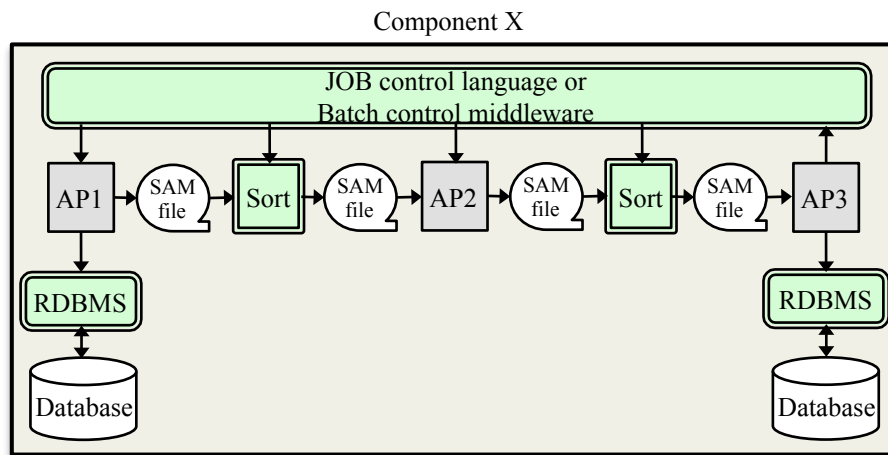 Component X
JOB control language or
Batch control middleware
AP1
SAM
file
Sort
SAM
file
AP2
SAM
file
Sort
SAM
file
AP3
RDBMS
RDBMS
Database
Database